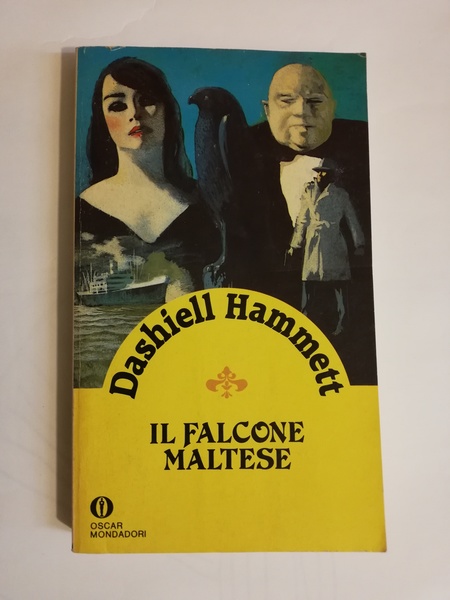 Dashiell Hammett
IL FALCONE
MALTESE
OSCAR
MONDADORI